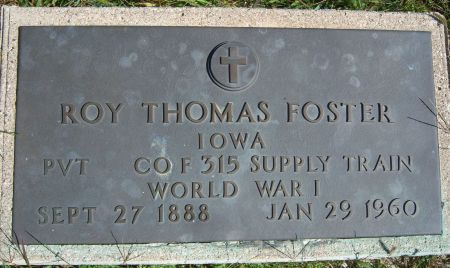 ROY THOMAS FOSTER
IOWA
PVT CO F 315 SUPPLY TRAIN
WORLD WAR I
SEPT 27 1888 JAN 29 1960